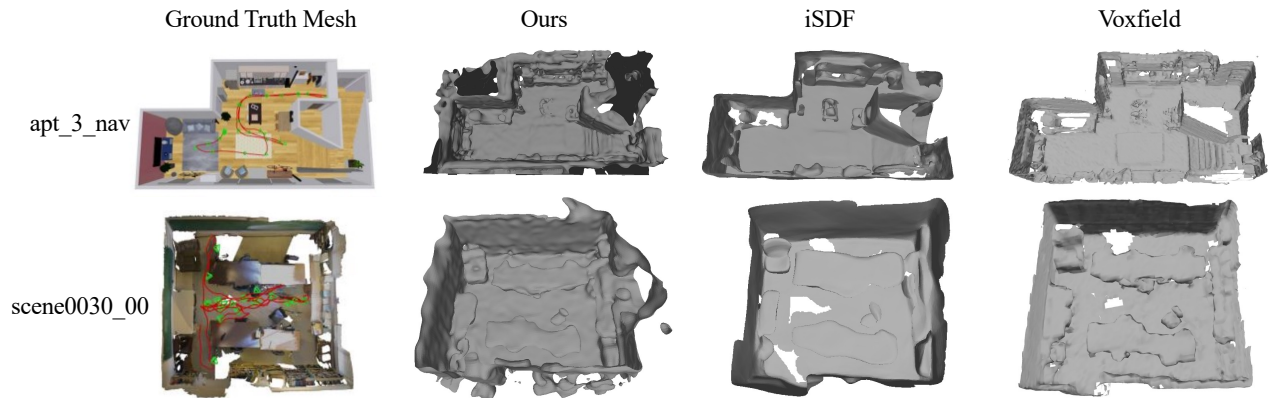 Ground Truth Mesh
Ours
iSDF
Voxfield
apt_3_nav
scene0030_00